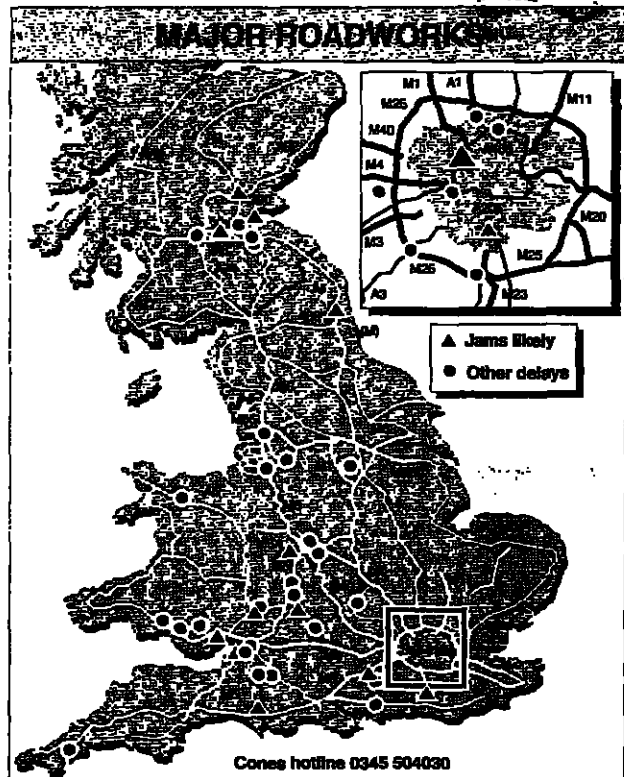 MAJOR ROADWORKS
M1
A1
M25
M11
M40
M4
M20
M3
M25
M25
A3
M23
Jams likely
Other delays
Cones hotline 0345 504030